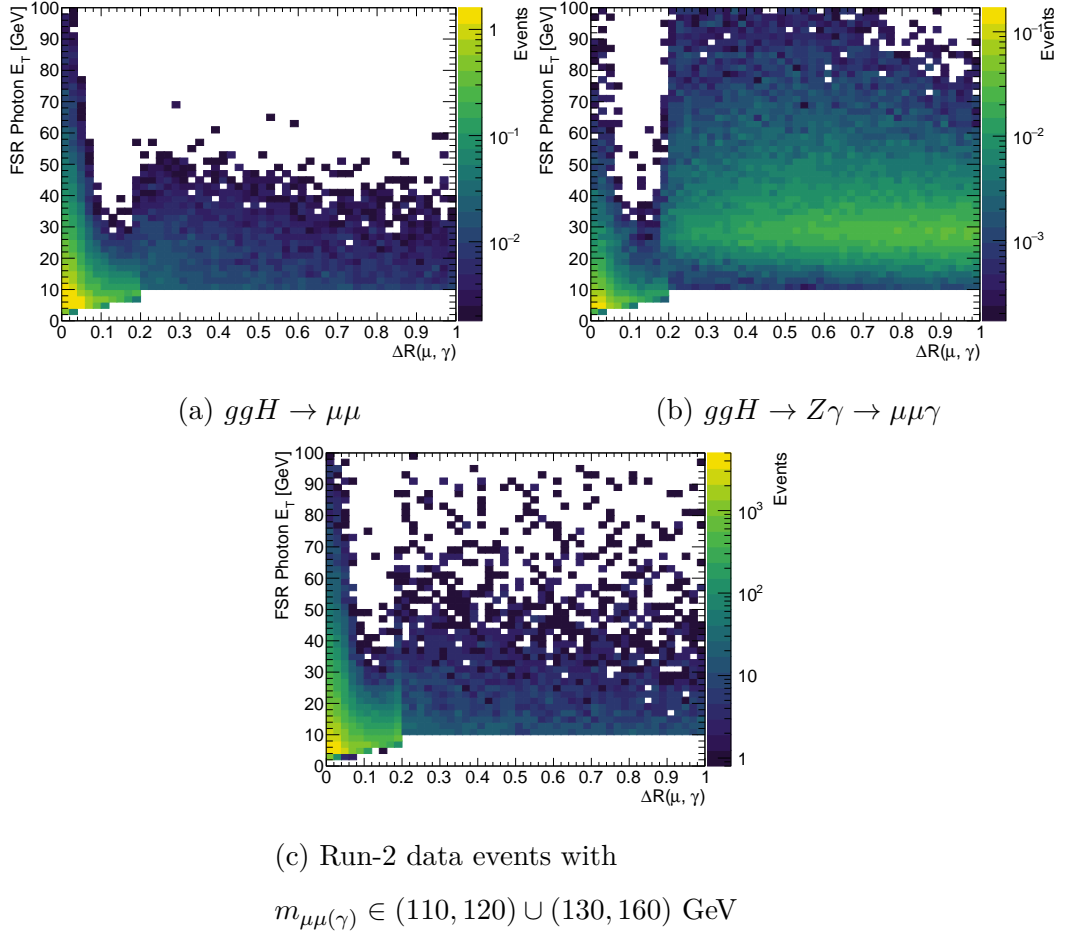 FSR Photon E_T [GeV]
100
90
80
70
60
50
40
30
20
10
0
0 0.1 0.2 0.3 0.4 0.5 0.6 0.7 0.8 0.9 1
ΔR(μ, γ)
Events
1
10⁻¹
10⁻²
(a) ggH → μμ
FSR Photon E_T [GeV]
100
90
80
70
60
50
40
30
20
10
0
0 0.1 0.2 0.3 0.4 0.5 0.6 0.7 0.8 0.9 1
ΔR(μ, γ)
Events
10⁻¹
10⁻²
10⁻³
(b) ggH → Zγ → μμγ
FSR Photon E_T [GeV]
100
90
80
70
60
50
40
30
20
10
0
0 0.1 0.2 0.3 0.4 0.5 0.6 0.7 0.8 0.9 1
ΔR(μ, γ)
Events
10³
10²
10
1
(c) Run-2 data events with
m_μμ(γ) ∈ (110, 120) ∪ (130, 160) GeV